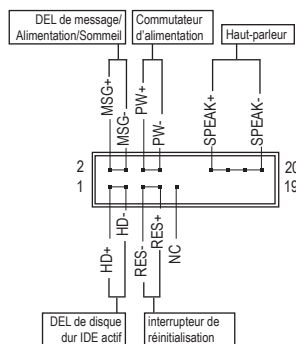 DEL de message/
Alimentation/Sommeil
Commutateur
d'alimentation
Haut-parleur
MSG+
MSG-
PW+
PW-
SPEAK+
SPEAK-
2
20
1
19
HD+
HD-
RES-
RES+
NC
DEL de disque
dur IDE actif
interrupteur de
réinitialisation